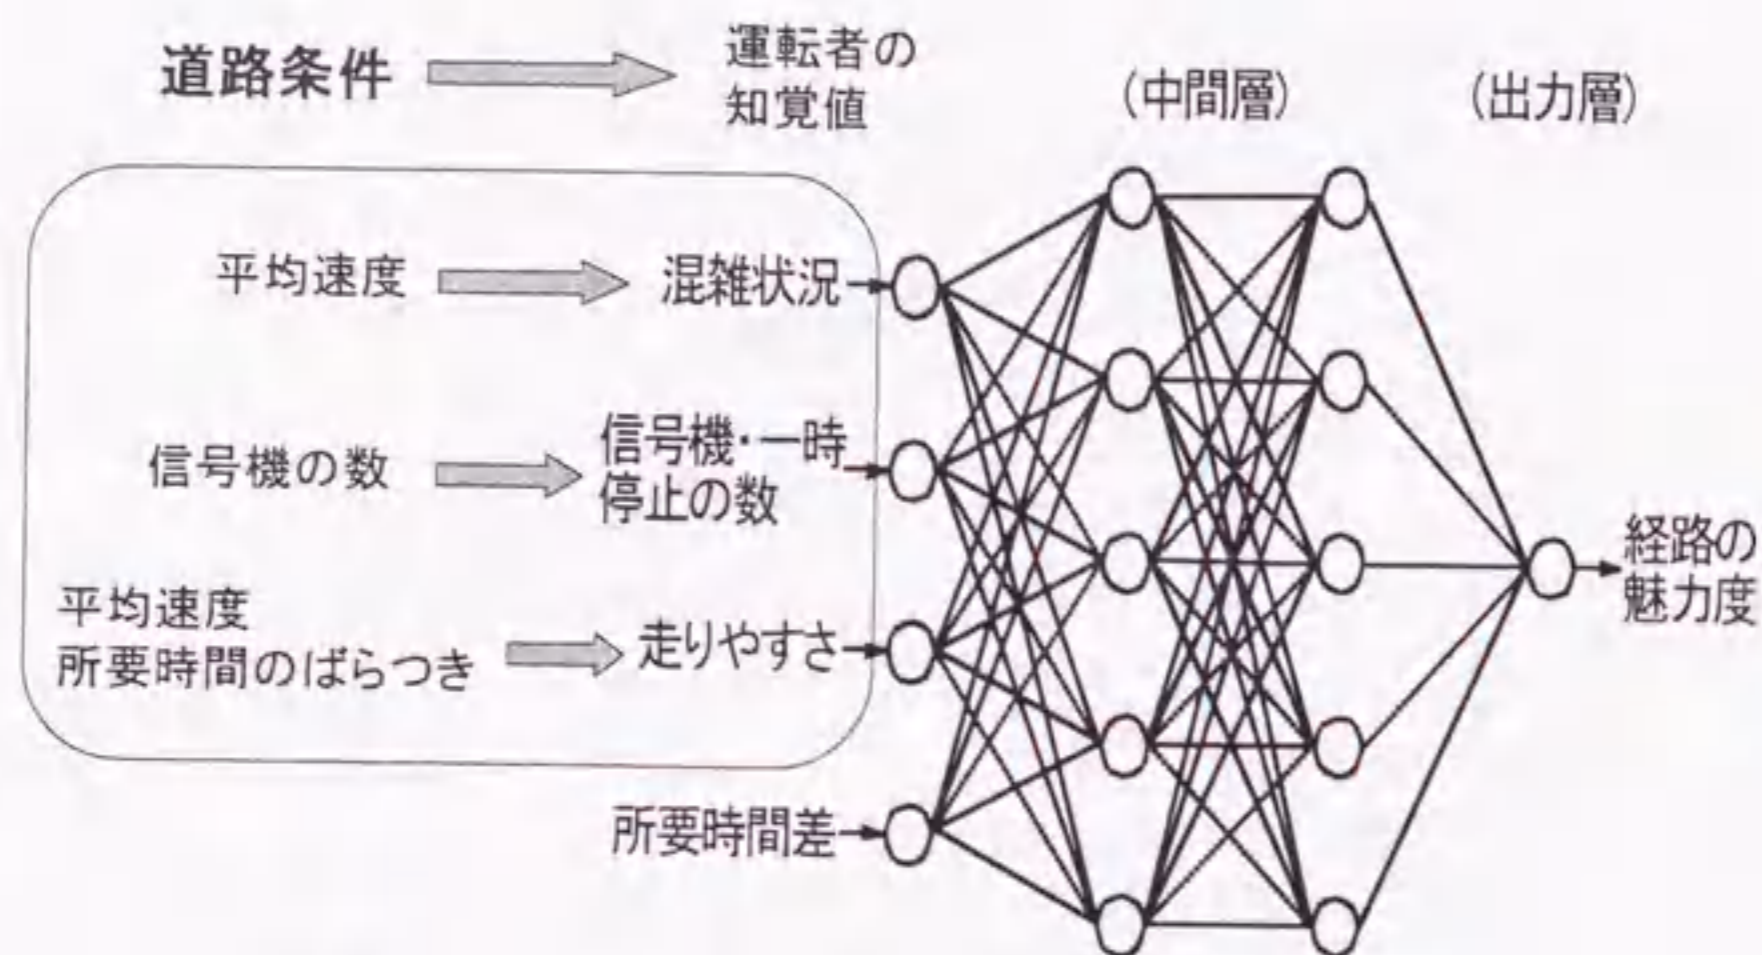 道路条件
運転者の
知覚値
(中間層)
(出力層)
平均速度
混雑状況
信号機の数
信号機・一時
停止の数
平均速度
所要時間のばらつき
走りやすさ
所要時間差
経路の
魅力度